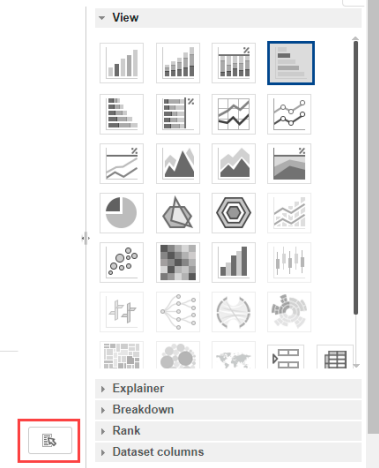 View
%
%
%
%
Explainer
Breakdown
Rank
Dataset columns